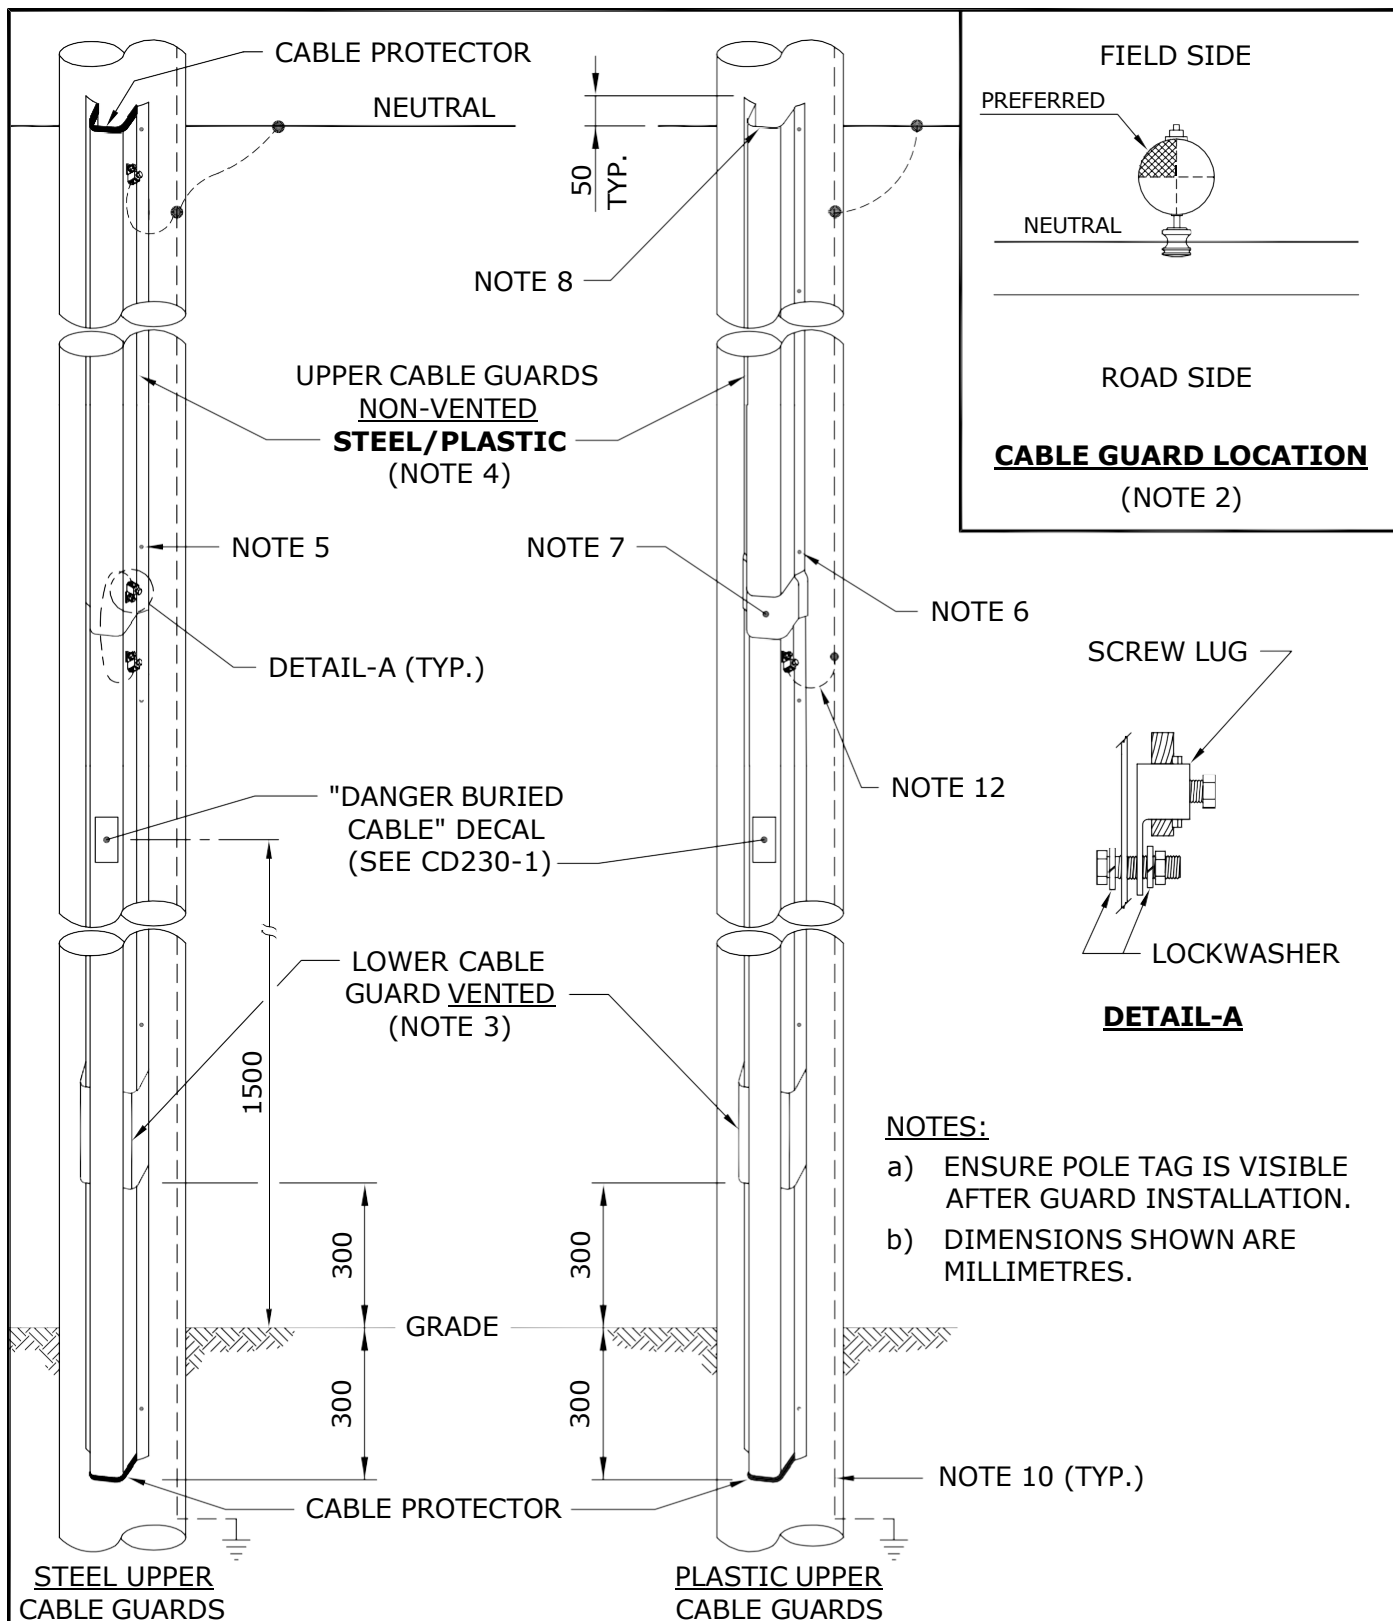 CABLE PROTECTOR
NEUTRAL
50
TYP.
NOTE 8
UPPER CABLE GUARDS
NON-VENTED
STEEL/PLASTIC
(NOTE 4)
NOTE 5
NOTE 7
NOTE 6
DETAIL-A (TYP.)
NOTE 12
"DANGER BURIED
CABLE" DECAL
(SEE CD230-1)
LOWER CABLE
GUARD VENTED
(NOTE 3)
1500
300
300
GRADE
300
300
CABLE PROTECTOR
NOTE 10 (TYP.)
STEEL UPPER
CABLE GUARDS
PLASTIC UPPER
CABLE GUARDS
FIELD SIDE
PREFERRED
NEUTRAL
ROAD SIDE
CABLE GUARD LOCATION
(NOTE 2)
SCREW LUG
LOCKWASHER
DETAIL-A
NOTES:
a) ENSURE POLE TAG IS VISIBLE
AFTER GUARD INSTALLATION.
b) DIMENSIONS SHOWN ARE
MILLIMETRES.